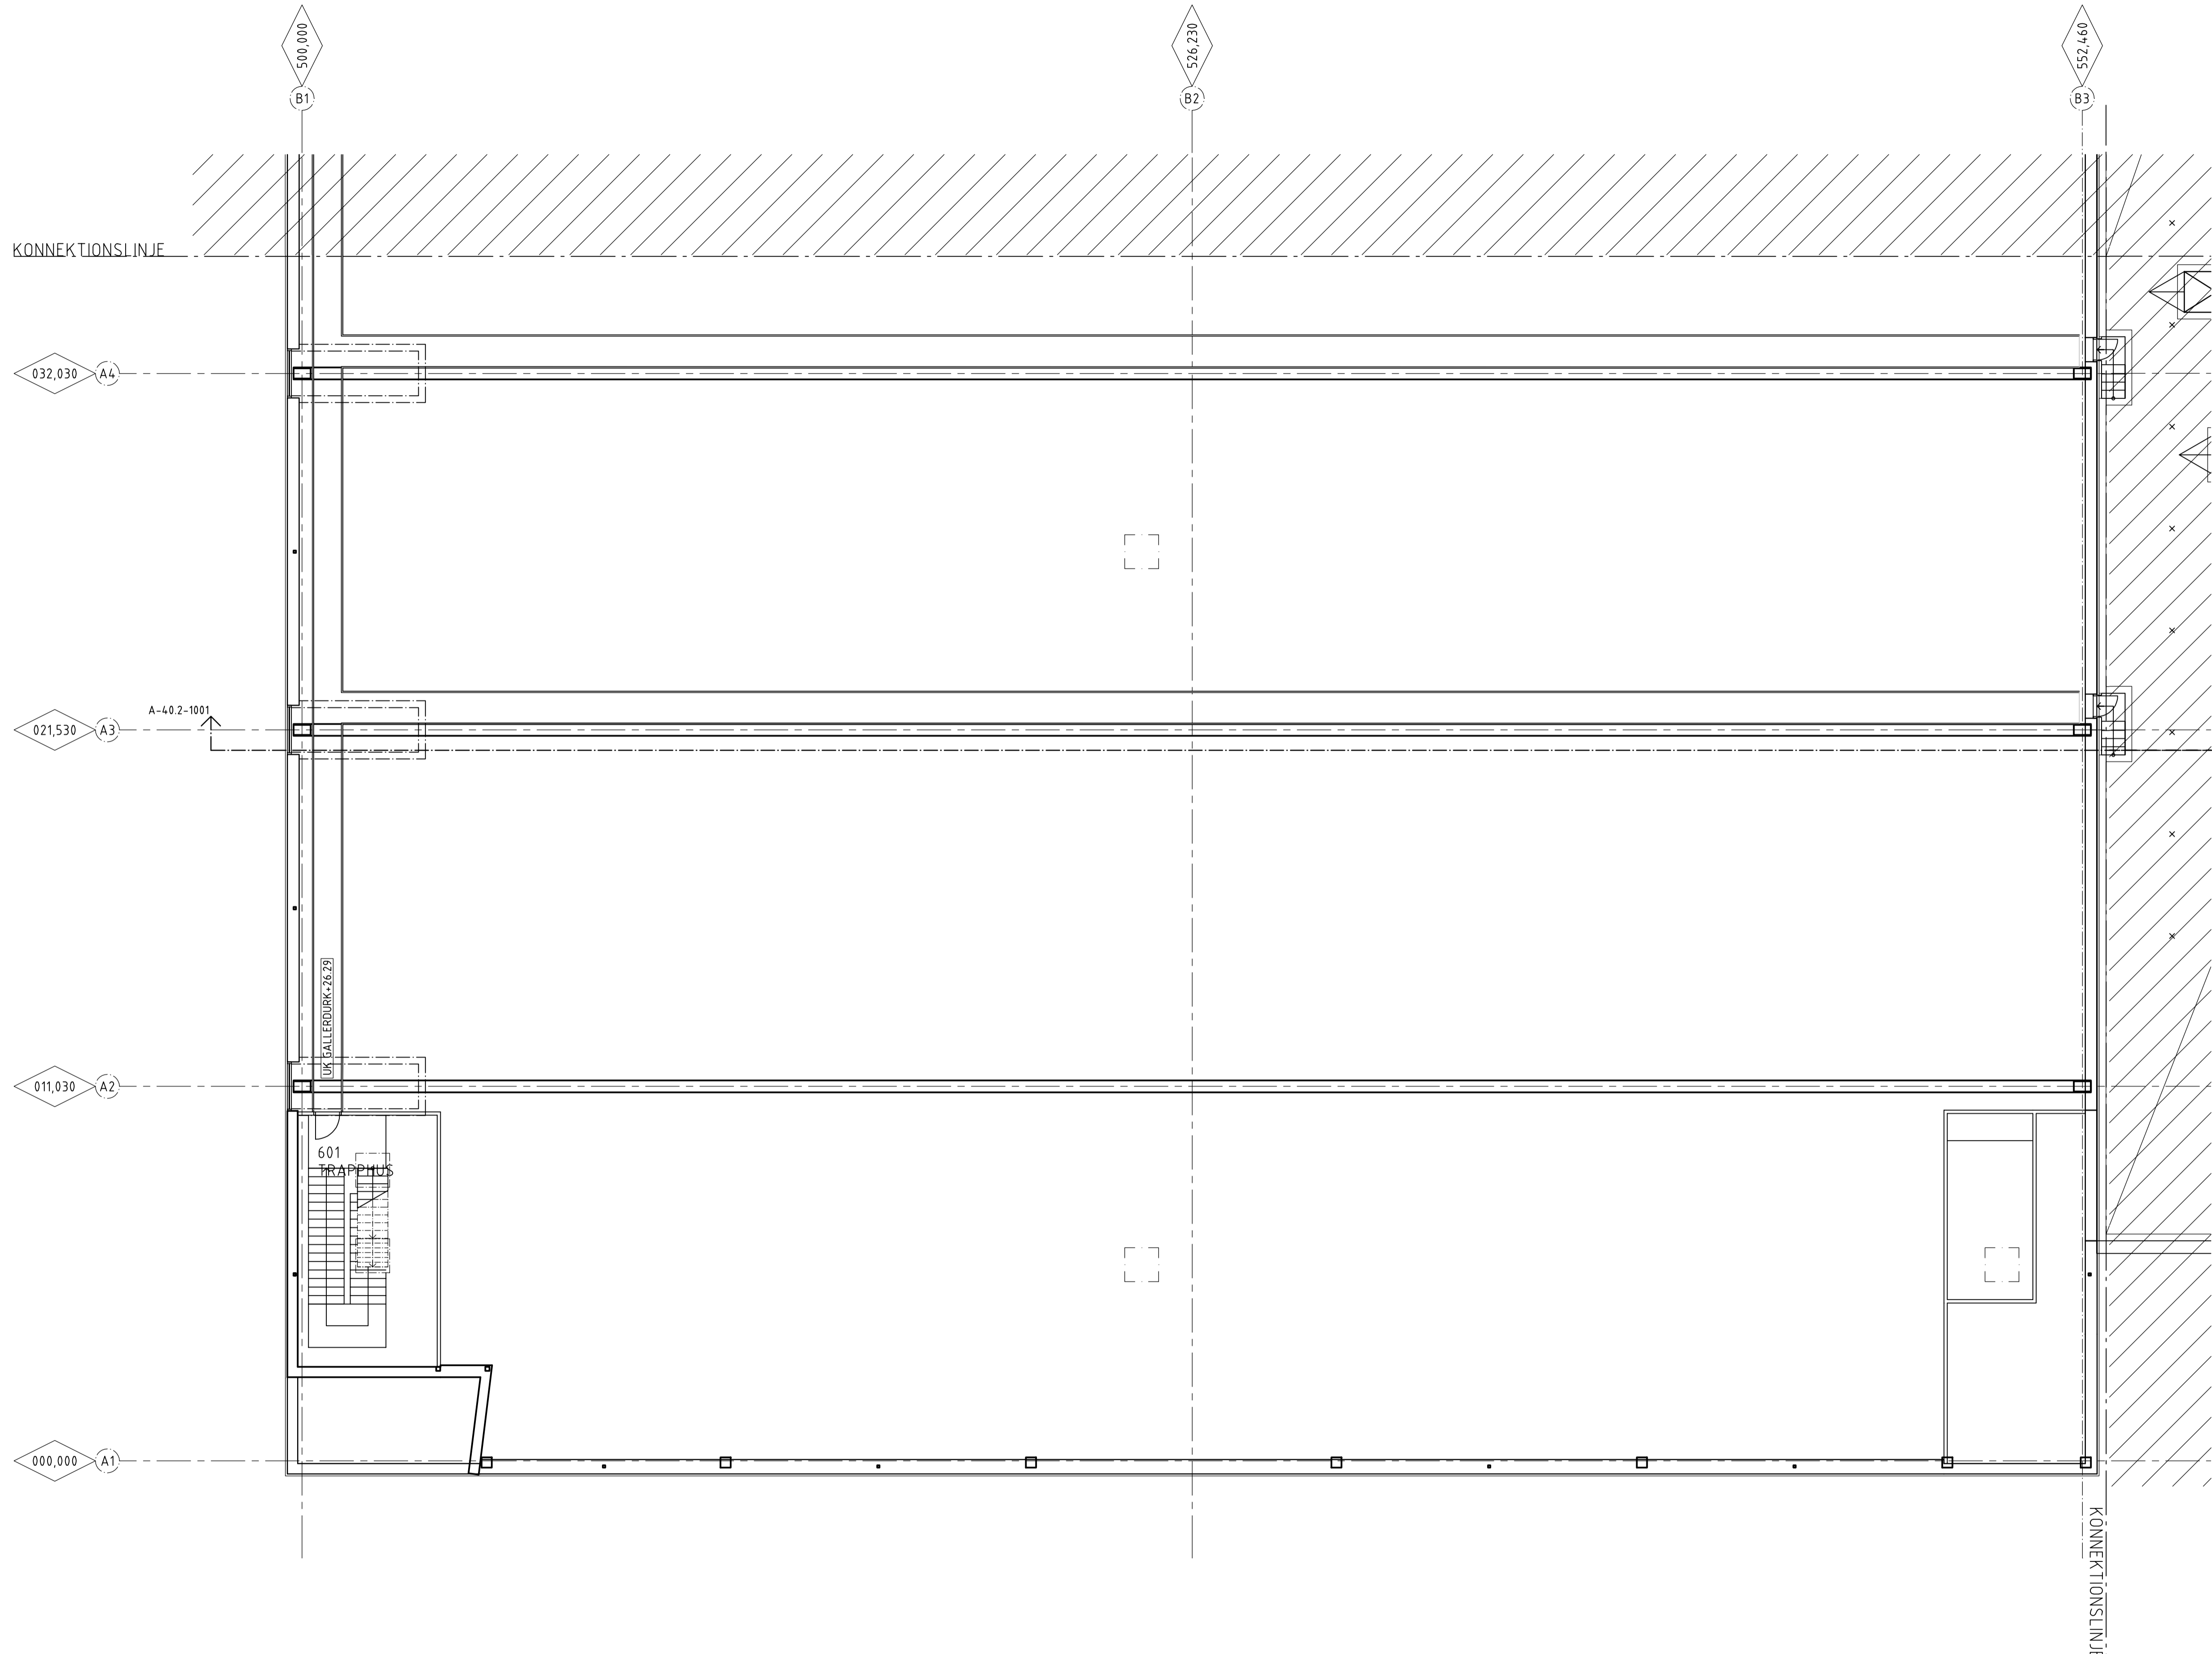 500,000
526,230
552,460
B1
B2
B3
KONNEKTIONSLINJE
032,030
A4
A-40.2-1001
021,530
A3
UK GALLERDURK+26.29
011,030
A2
601
TRAPPHUS
000,000
A1
KONNEKTIONSLINJE